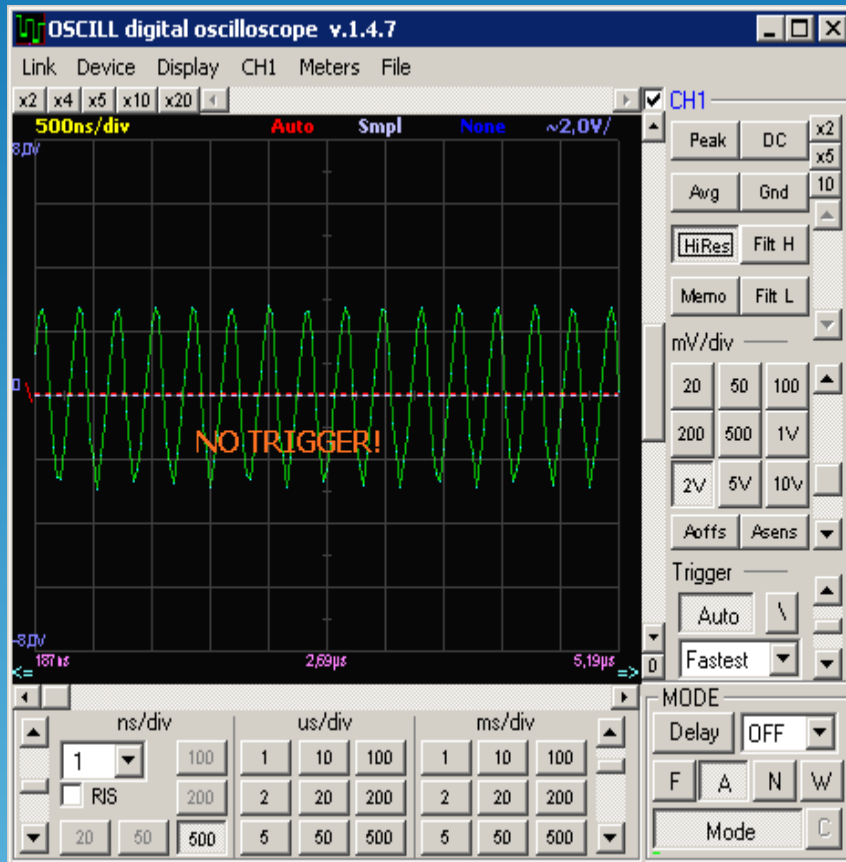 OSCILL digital oscilloscope v.1.4.7
Link Device Display CH1 Meters File
x2 x4 x5 x10 x20
CH1
500ns/div Auto Smpl None ~2,0V/
8,0V
0
NO TRIGGER!
-8,0V
187ns 2,69µs 5,19µs
<= =>
0
Peak DC x2
x5
Avg Gnd 10
HiRes Filt H
Memo Filt L
mV/div
20 50 100
200 500 1V
2V 5V 10V
Aoffs Asens
Trigger
Auto \
Fastest
ns/div us/div ms/div
1 100 1 10 100 1 10 100
RIS 200 2 20 200 2 20 200
20 50 500 5 50 500 5 50 500
MODE
Delay OFF
F A N W
Mode C